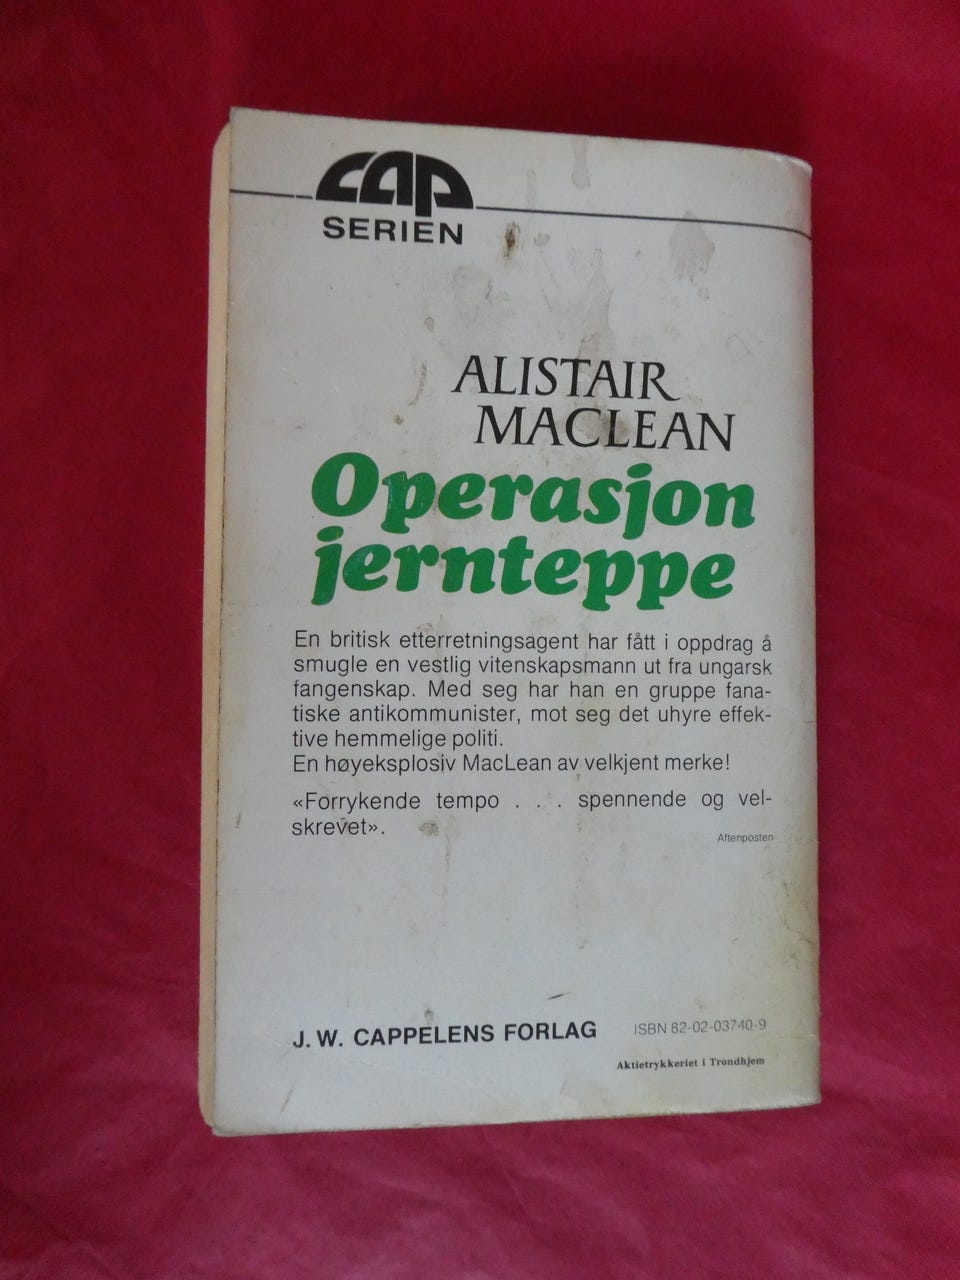 CAP
SERIEN
ALISTAIR
MACLEAN
Operasjon
jernteppe
En britisk etterretningsagent har fått i oppdrag å
smugle en vestlig vitenskapsmann ut fra ungarsk
fangenskap. Med seg har han en gruppe fana-
tiske antikommunister, mot seg det uhyre effek-
tive hemmelige politi.
En høyeksplosiv MacLean av velkjent merke!
«Forrykende tempo . . . spennende og vel-
skrevet».
Aftenposten
J. W. CAPPELENS FORLAG
ISBN 82-02-03740-9
Aktietrykkeriet i Trondhjem